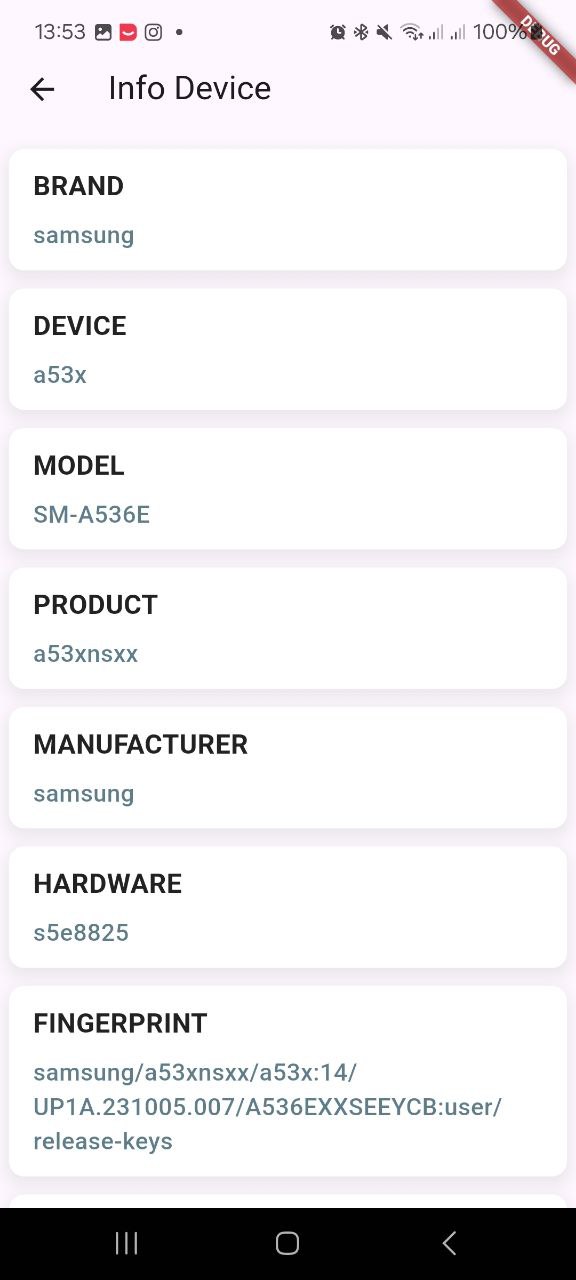 13:53
100%
DEBUG
Info Device
BRAND
samsung
DEVICE
a53x
MODEL
SM-A536E
PRODUCT
a53xnsxx
MANUFACTURER
samsung
HARDWARE
s5e8825
FINGERPRINT
samsung/a53xnsxx/a53x:14/
UP1A.231005.007/A536EXXSEEYCB:user/
release-keys